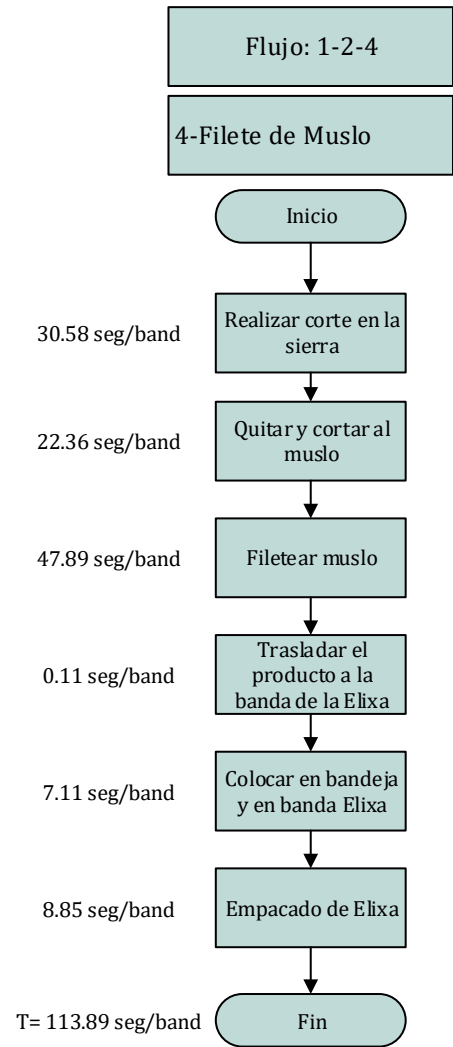 Flujo: 1-2-4
4-Filete de Muslo
Inicio
30.58 seg/band
Realizar corte en la
sierra
22.36 seg/band
Quitar y cortar al
muslo
47.89 seg/band
Filetear muslo
0.11 seg/band
Trasladar el
producto a la
banda de la Elixa
7.11 seg/band
Colocar en bandeja
y en banda Elixa
8.85 seg/band
Empacado de Elixa
T= 113.89 seg/band
Fin